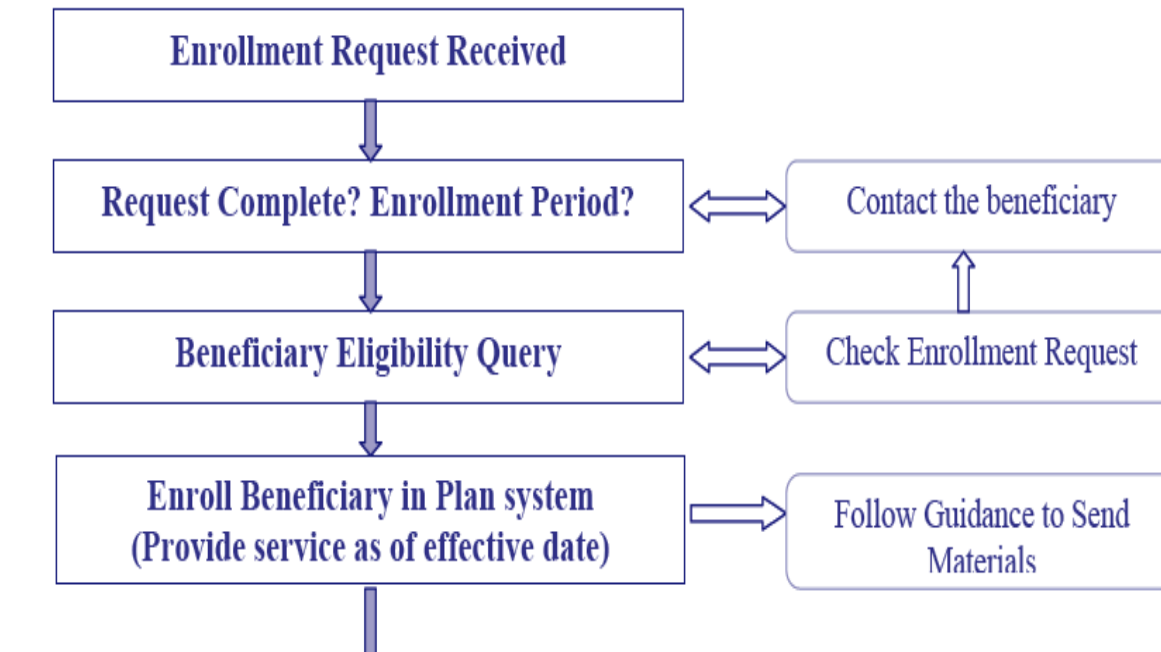 Enrollment Request Received
Request Complete? Enrollment Period?
Contact the beneficiary
Beneficiary Eligibility Query
Check Enrollment Request
Enroll Beneficiary in Plan system
(Provide service as of effective date)
Follow Guidance to Send
Materials